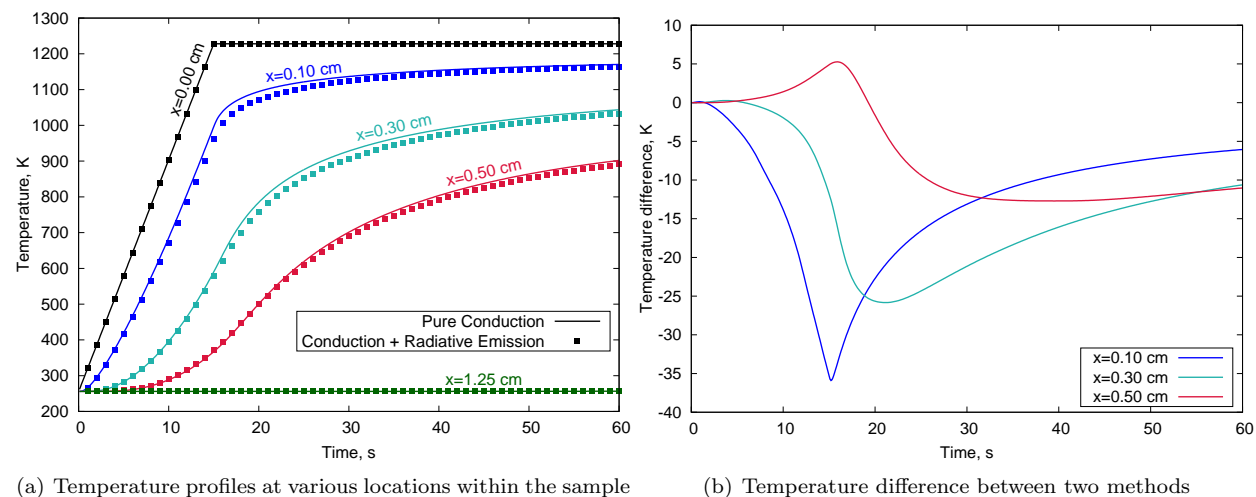 1300
1200
1100
1000
900
800
700
600
500
400
300
200
0
10
20
30
40
50
60
Temperature, K
Time, s
x=0.00 cm
x=0.10 cm
x=0.30 cm
x=0.50 cm
Pure Conduction
Conduction + Radiative Emission
x=1.25 cm
(a) Temperature profiles at various locations within the sample
10
5
0
-5
-10
-15
-20
-25
-30
-35
-40
0
10
20
30
40
50
60
Temperature difference, K
Time, s
x=0.10 cm
x=0.30 cm
x=0.50 cm
(b) Temperature difference between two methods